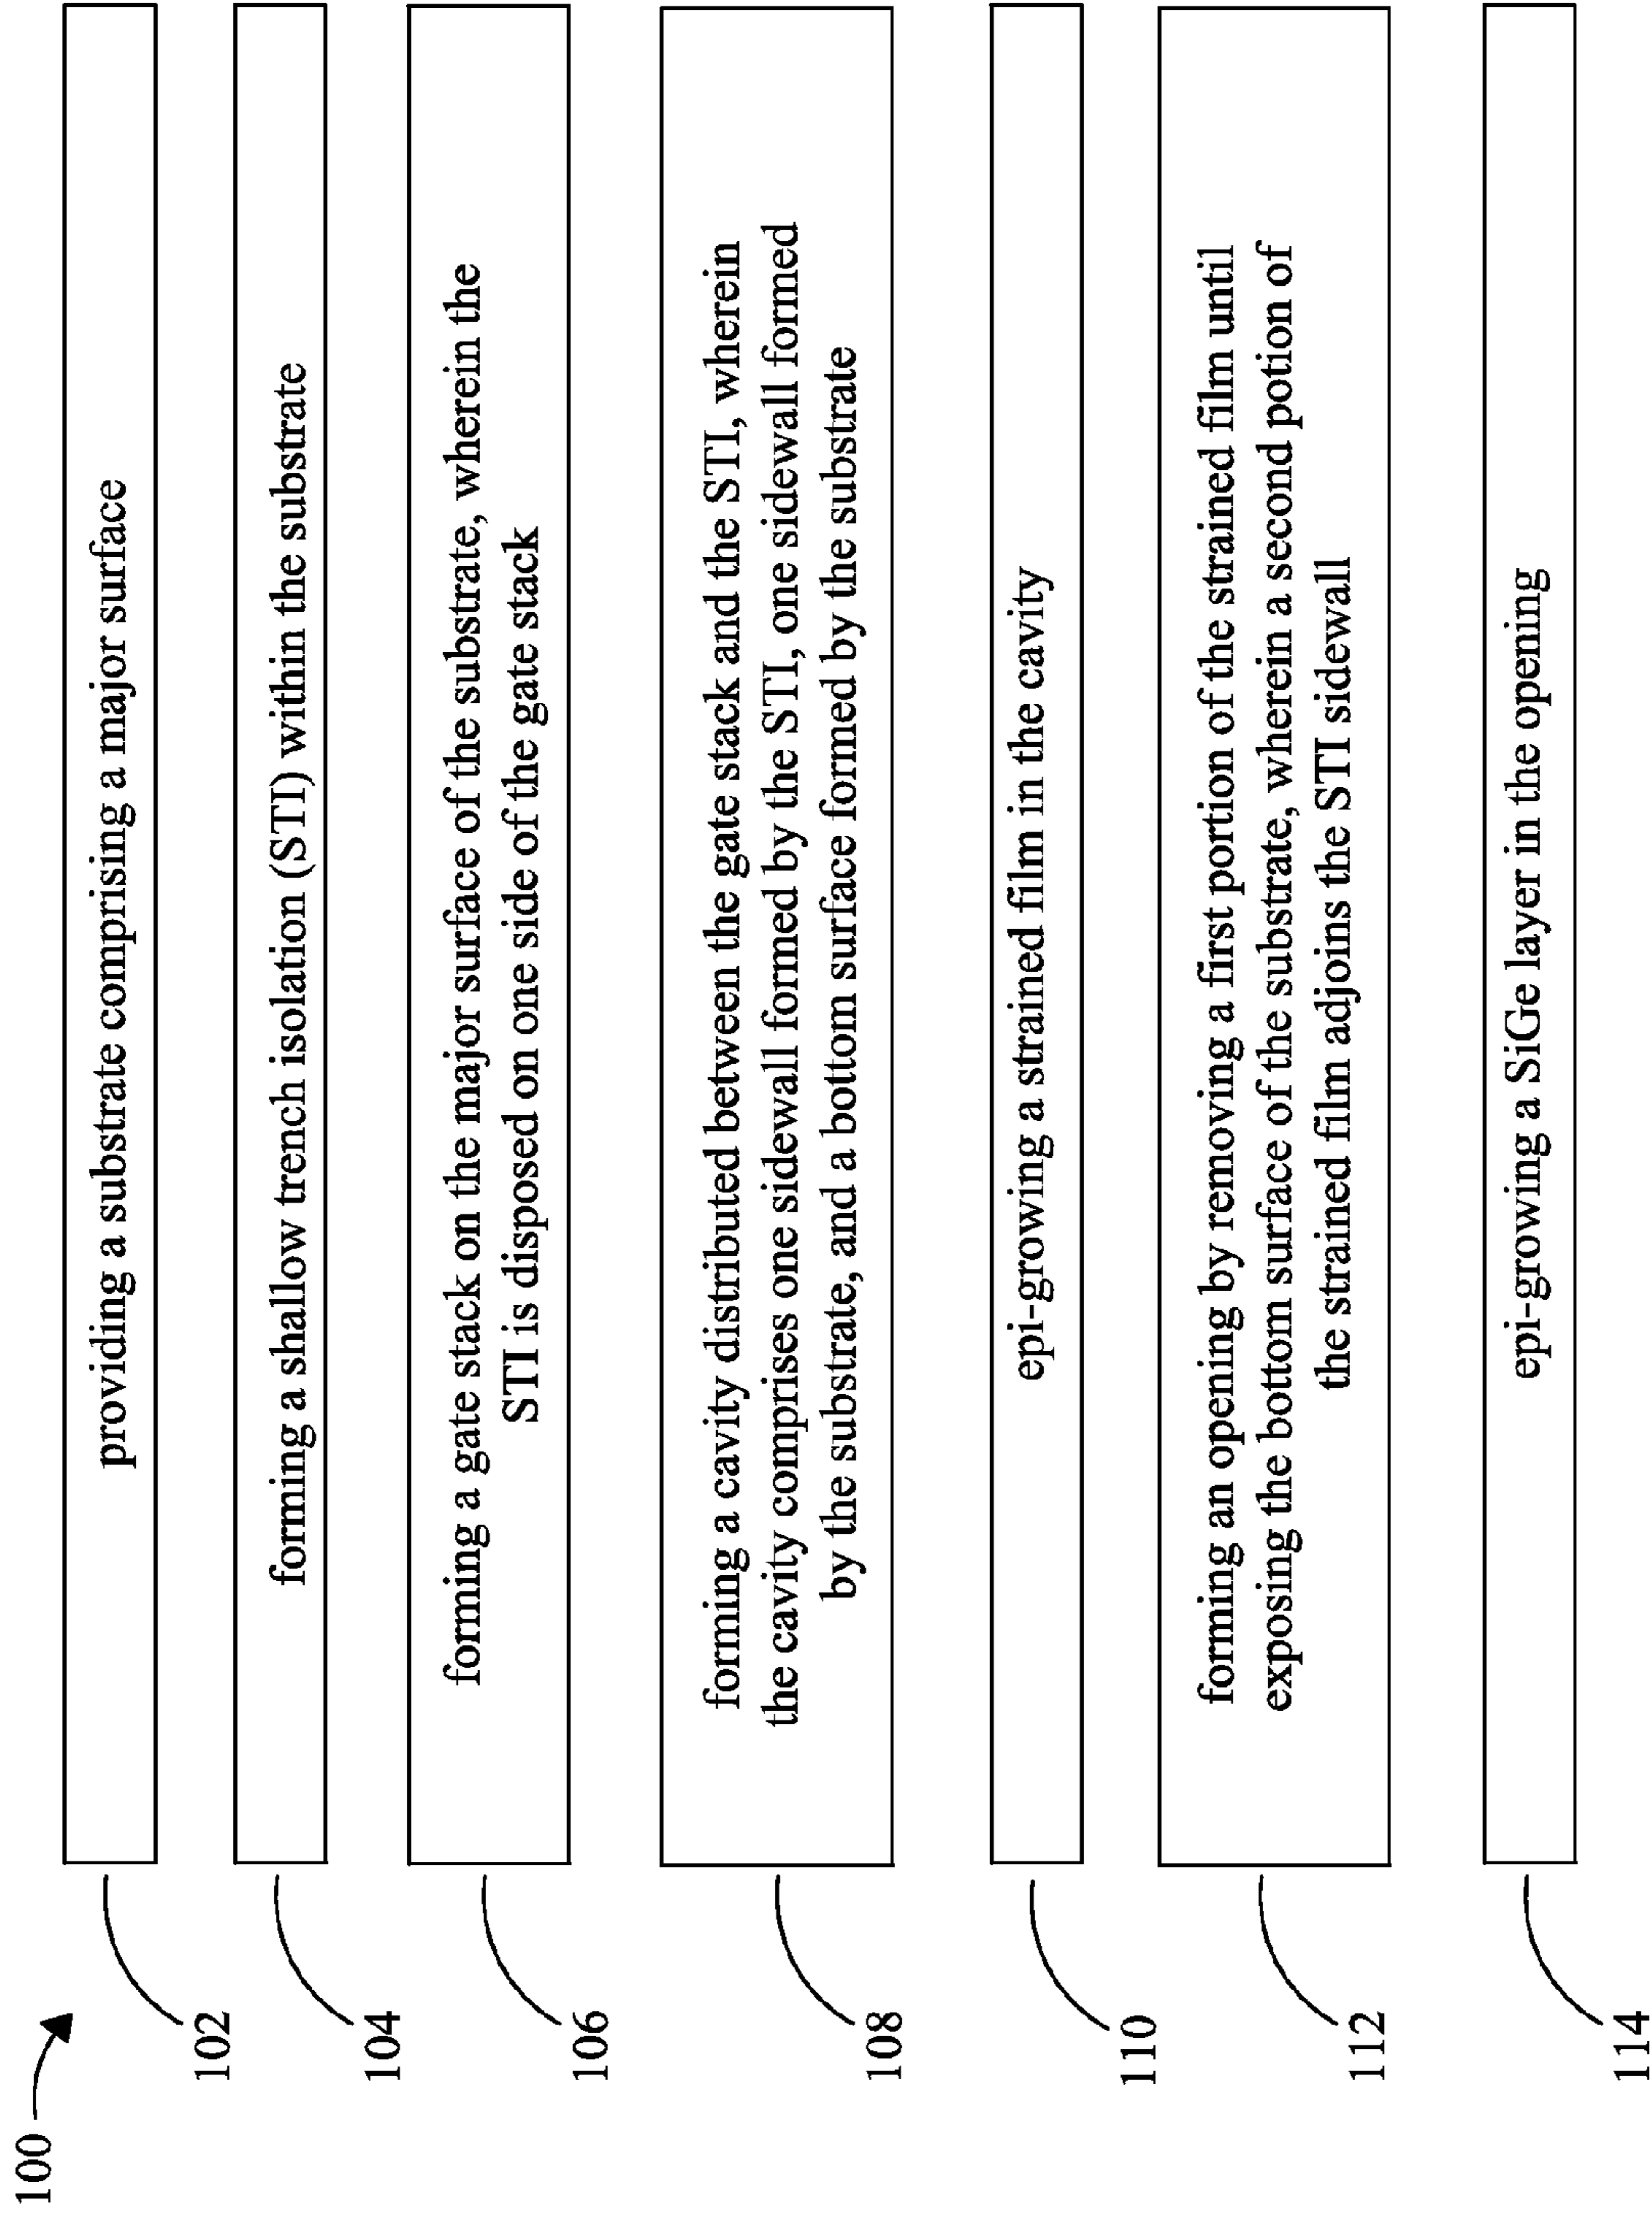 100
102
providing a substrate comprising a major surface
104
forming a shallow trench isolation (STI) within the substrate
106
forming a gate stack on the major surface of the substrate, wherein the
STI is disposed on one side of the gate stack
108
forming a cavity distributed between the gate stack and the STI, wherein
the cavity comprises one sidewall formed by the STI, one sidewall formed
by the substrate, and a bottom surface formed by the substrate
110
epi-growing a strained film in the cavity
112
forming an opening by removing a first portion of the strained film until
exposing the bottom surface of the substrate, wherein a second potion of
the strained film adjoins the STI sidewall
114
epi-growing a SiGe layer in the opening